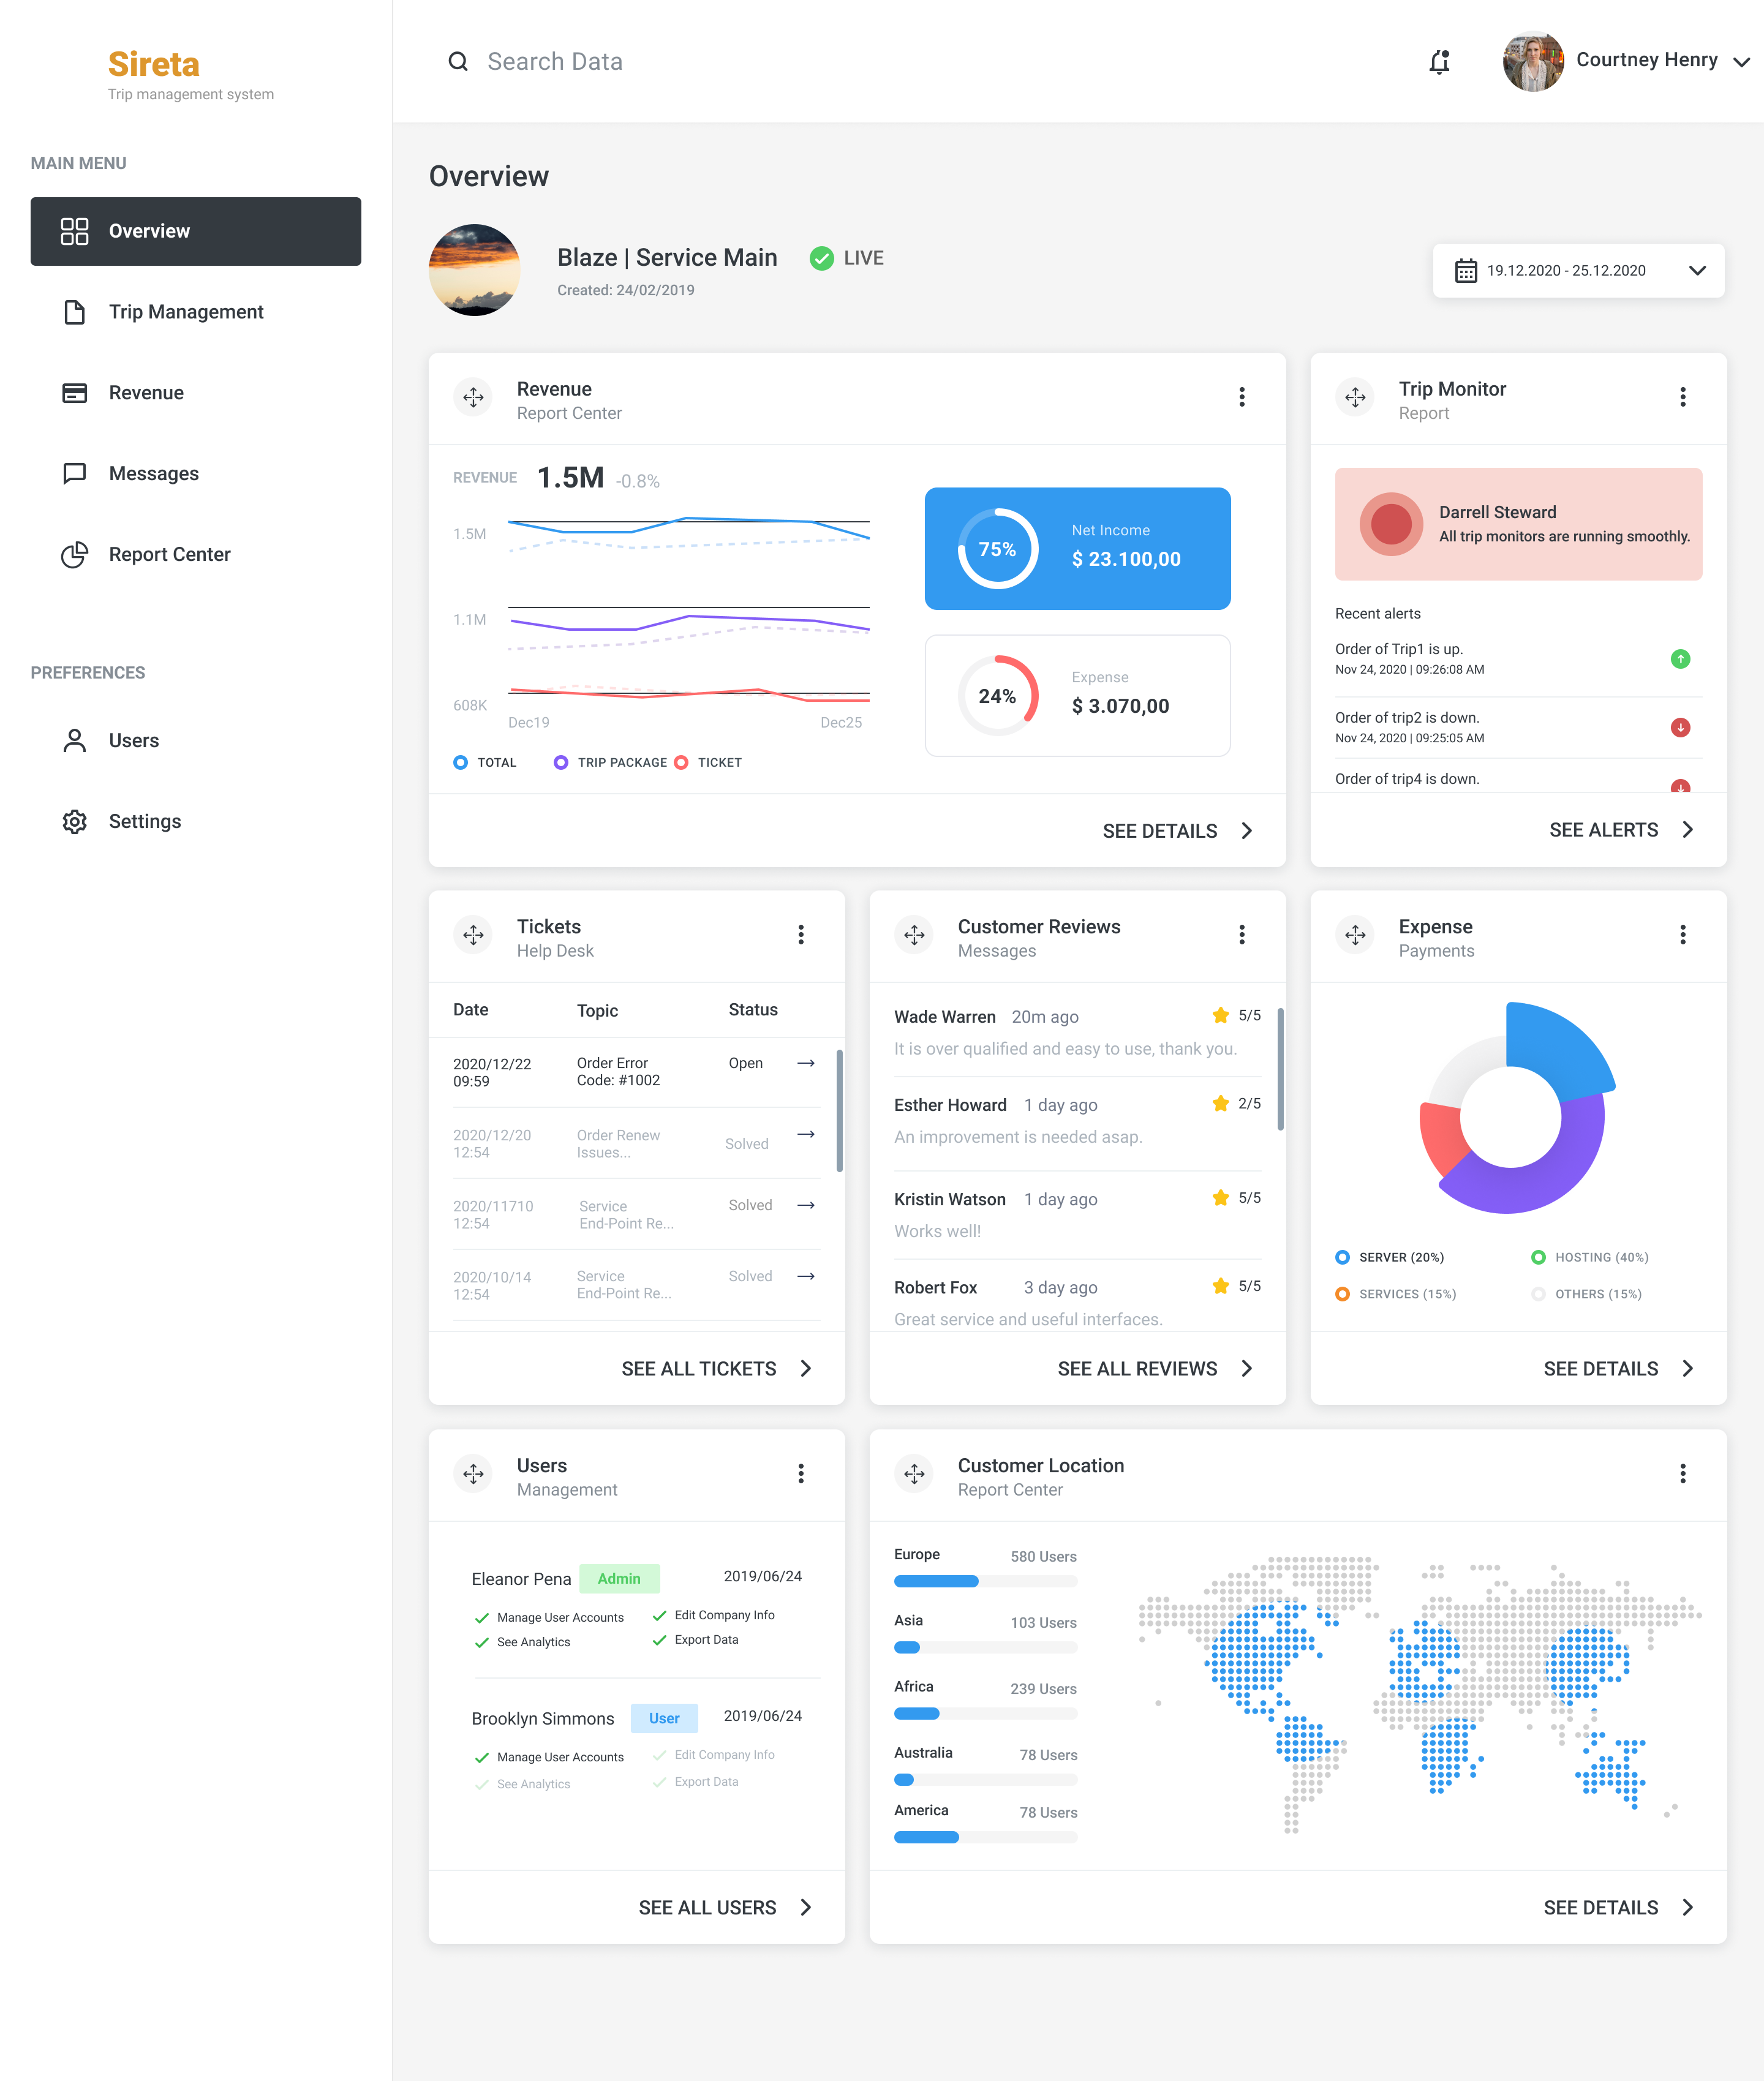 Sireta
Trip management system
MAIN MENU
Overview
Trip Management
Revenue
Messages
Report Center
PREFERENCES
Users
Settings
Search Data
Courtney Henry
Overview
Blaze | Service Main
LIVE
Created: 24/02/2019
19.12.2020 - 25.12.2020
Revenue
Report Center
REVENUE 1.5M -0.8%
1.5M
1.1M
608K
Dec19 Dec25
TOTAL TRIP PACKAGE TICKET
75%
Net Income
$ 23.100,00
24%
Expense
$ 3.070,00
SEE DETAILS
Trip Monitor
Report
Darrell Steward
All trip monitors are running smoothly.
Recent alerts
Order of Trip1 is up.
Nov 24, 2020 | 09:26:08 AM
Order of trip2 is down.
Nov 24, 2020 | 09:25:05 AM
Order of trip4 is down.
SEE ALERTS
Tickets
Help Desk
Date Topic Status
2020/12/22 Order Error Open
09:59 Code: #1002
2020/12/20 Order Renew Solved
12:54 Issues...
2020/11710 Service Solved
12:54 End-Point Re...
2020/10/14 Service Solved
12:54 End-Point Re...
SEE ALL TICKETS
Customer Reviews
Messages
Wade Warren 20m ago 5/5
It is over qualified and easy to use, thank you.
Esther Howard 1 day ago 2/5
An improvement is needed asap.
Kristin Watson 1 day ago 5/5
Works well!
Robert Fox 3 day ago 5/5
Great service and useful interfaces.
SEE ALL REVIEWS
Expense
Payments
SERVER (20%) HOSTING (40%)
SERVICES (15%) OTHERS (15%)
SEE DETAILS
Users
Management
Eleanor Pena Admin 2019/06/24
Manage User Accounts Edit Company Info
See Analytics Export Data
Brooklyn Simmons User 2019/06/24
Manage User Accounts Edit Company Info
See Analytics Export Data
SEE ALL USERS
Customer Location
Report Center
Europe 580 Users
Asia 103 Users
Africa 239 Users
Australia 78 Users
America 78 Users
SEE DETAILS